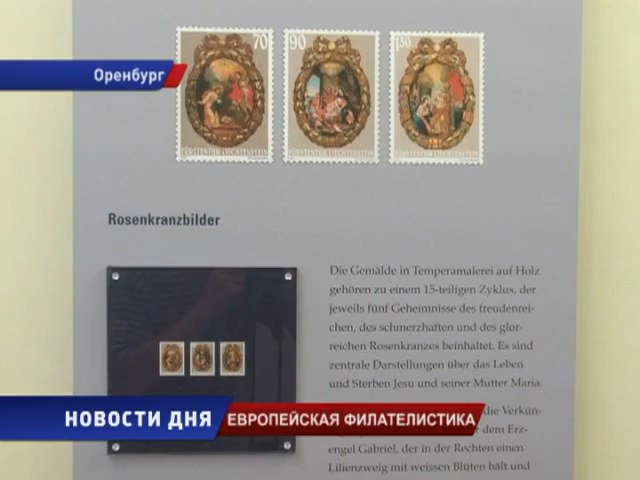 70
90
1.30
FÜRSTENTUM LIECHTENSTEIN
FÜRSTENTUM LIECHTENSTEIN
FÜRSTENTUM LIECHTENSTEIN
Оренбург
Rosenkranzbilder
Die Gemälde in Temperamalerei auf Holz
gehören zu einem 15-teiligen Zyklus, der
jeweils fünf Geheimnisse des freudenrei-
chen, des schmerzhaften und des glor-
reichen Rosenkranzes beinhaltet. Es sind
zentrale Darstellungen über das Leben
und Sterben Jesu und seiner Mutter Maria.
die Verkün-
dem Erz-
engel Gabriel, der in der Rechten einen
Lilienzweig mit weissen Blüten hält und
НОВОСТИ ДНЯ
ЕВРОПЕЙСКАЯ ФИЛАТЕЛИСТИКА